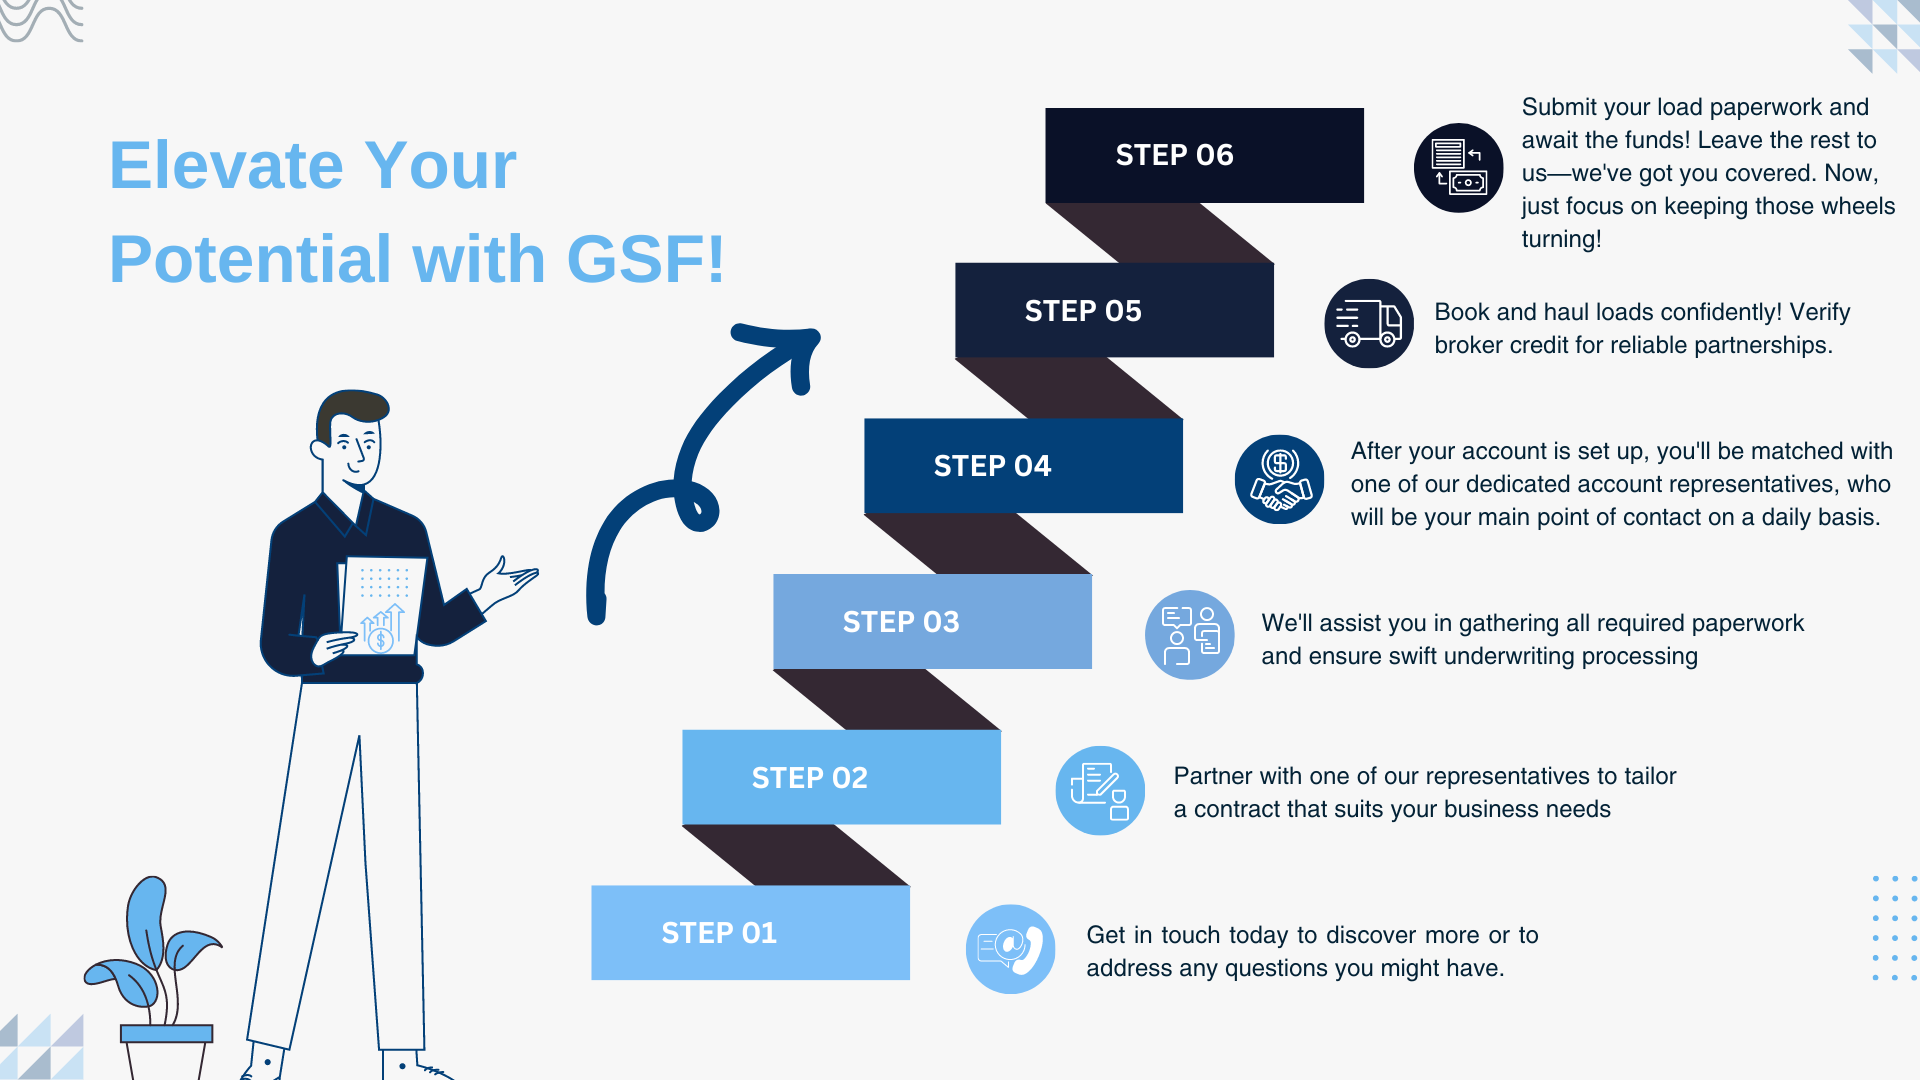 Elevate Your
Potential with GSF!
STEP 06
Submit your load paperwork and
await the funds! Leave the rest to
us—we've got you covered. Now,
just focus on keeping those wheels
turning!
STEP 05
Book and haul loads confidently! Verify
broker credit for reliable partnerships.
STEP 04
After your account is set up, you'll be matched with
one of our dedicated account representatives, who
will be your main point of contact on a daily basis.
STEP 03
We'll assist you in gathering all required paperwork
and ensure swift underwriting processing
STEP 02
Partner with one of our representatives to tailor
a contract that suits your business needs
STEP 01
Get in touch today to discover more or to
address any questions you might have.